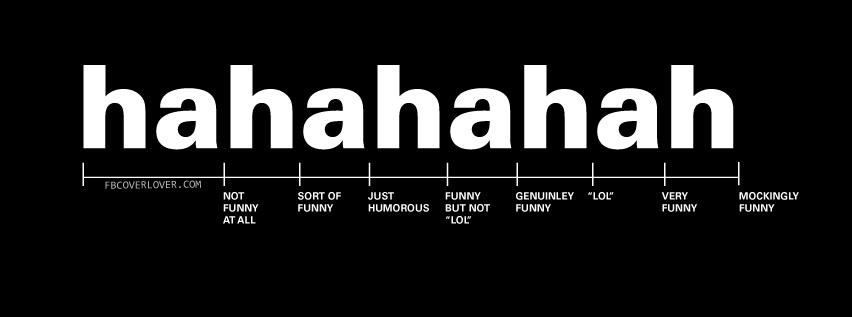 hahahahah
FBCOVERLOVER.COM
NOT
FUNNY
AT ALL
SORT OF
FUNNY
JUST
HUMOROUS
FUNNY
BUT NOT
“LOL”
GENUINLEY
FUNNY
“LOL”
VERY
FUNNY
MOCKINGLY
FUNNY